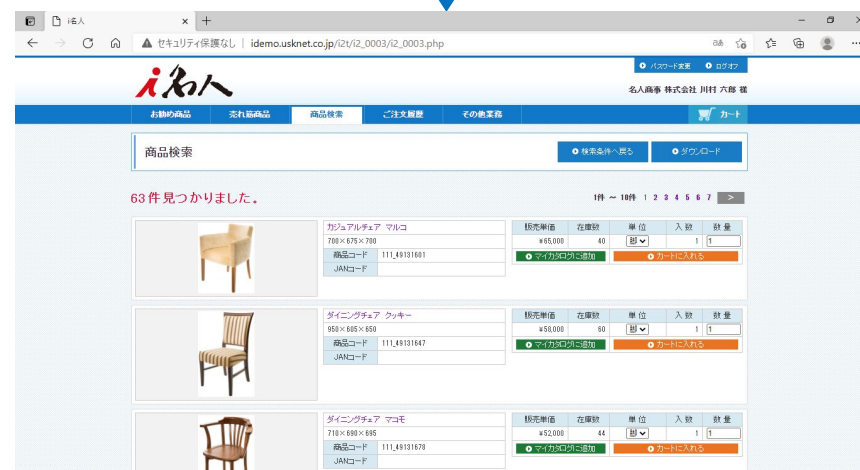 i名人
セキュリティ保護なし | idemo.usknet.co.jp/i2t/i2_0003/i2_0003.php
i名人
パスワード変更 ログオフ
名人商事 株式会社 川村 六郎 様
お勧め商品 売れ筋商品 商品検索 ご注文履歴 その他業務 カート
商品検索 検索条件へ戻る ダウンロード
63件見つかりました。 1件 ~ 10件 1 2 3 4 5 6 7 >
カジュアルチェア マルコ 販売単価 在庫数 単位 入数 数量
700×675×700 ¥65,000 40 脚 1 1
商品コード 111_49131601 マイカタログに追加 カートに入れる
JANコード
ダイニングチェア クッキー 販売単価 在庫数 単位 入数 数量
950×605×650 ¥58,000 60 脚 1 1
商品コード 111_49131647 マイカタログに追加 カートに入れる
JANコード
ダイニングチェア マコモ 販売単価 在庫数 単位 入数 数量
710×690×695 ¥52,000 44 脚 1 1
商品コード 111_49131678 マイカタログに追加 カートに入れる
JANコード